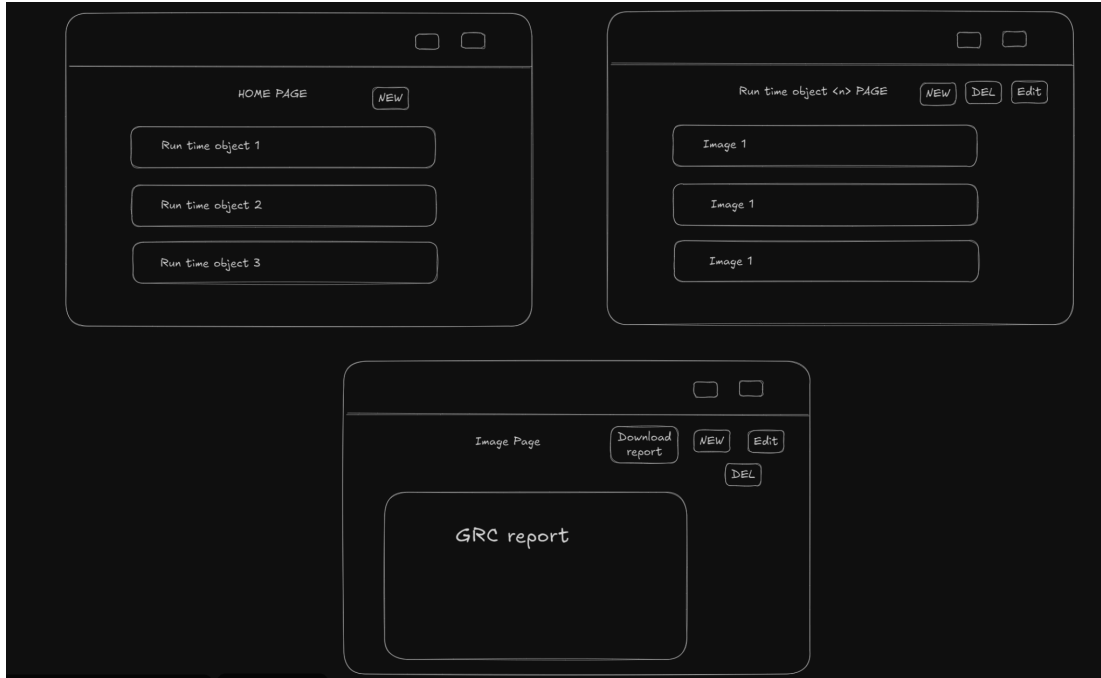 HOME PAGE
NEW
Run time object 1
Run time object 2
Run time object 3
Run time object <n> PAGE
NEW
DEL
Edit
Image 1
Image 1
Image 1
Image Page
Download
report
NEW
Edit
DEL
GRC report